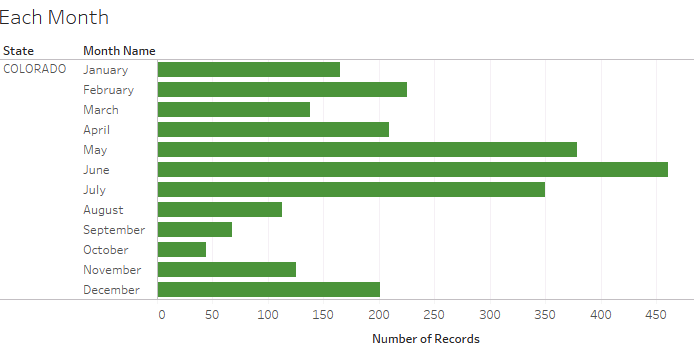 Each Month
State Month Name
COLORADO January
February
March
April
May
June
July
August
September
October
November
December
0 50 100 150 200 250 300 350 400 450
Number of Records